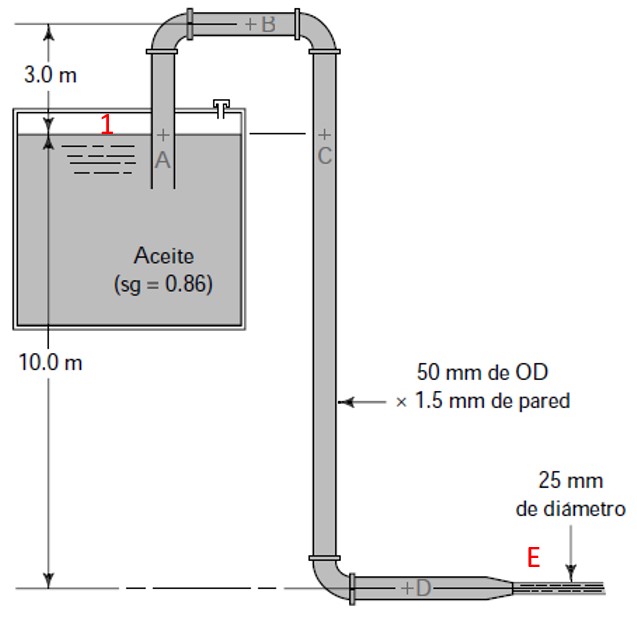 B
3.0 m
1
A
C
Aceite
(sg = 0.86)
10.0 m
50 mm de OD
× 1.5 mm de pared
25 mm
de diámetro
E
D